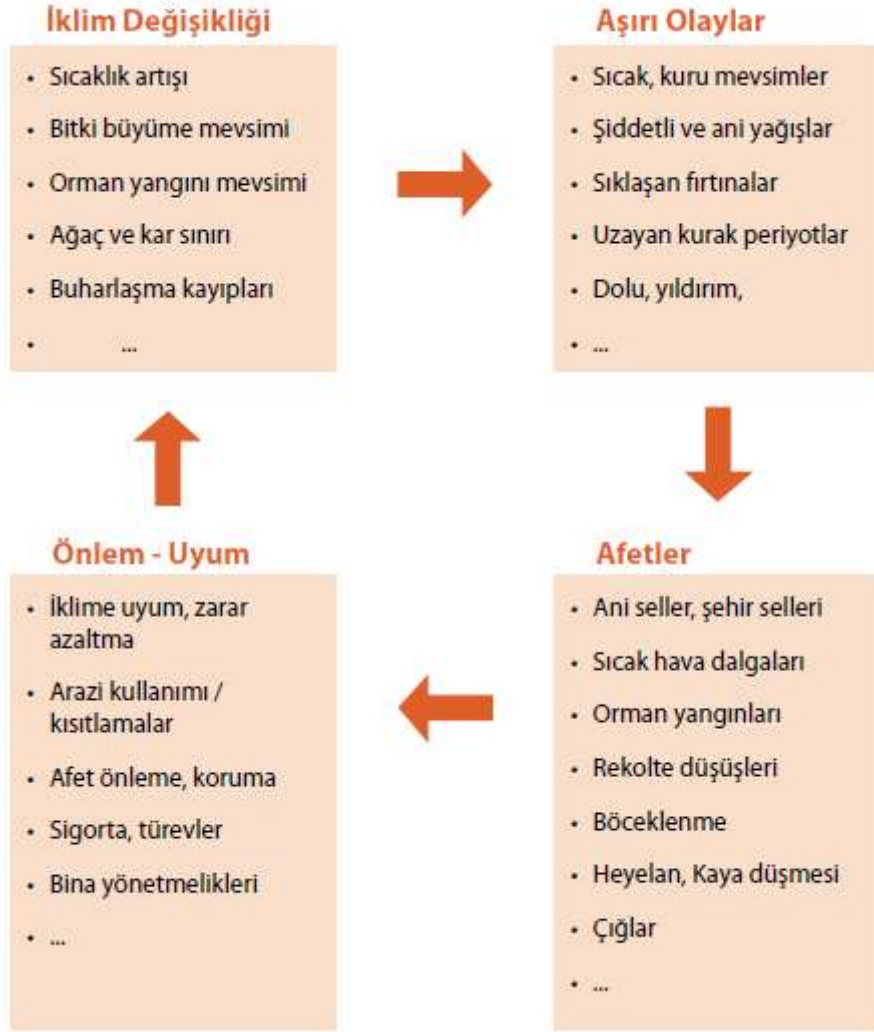 İklim Değişikliği
• Sıcaklık artışı
• Bitki büyüme mevsimi
• Orman yangını mevsimi
• Ağaç ve kar sınırı
• Buharlaşma kayıpları
• ...
Aşırı Olaylar
• Sıcak, kuru mevsimler
• Şiddetli ve ani yağışlar
• Sıklaşan fırtınalar
• Uzayan kurak periyotlar
• Dolu, yıldırım,
• ...
Afetler
• Ani seller, şehir selleri
• Sıcak hava dalgaları
• Orman yangınları
• Rekolte düşüşleri
• Böceklenme
• Heyelan, Kaya düşmesi
• Çığlar
• ...
Önlem - Uyum
• İklime uyum, zarar
azaltma
• Arazi kullanımı /
kısıtlamalar
• Afet önleme, koruma
• Sigorta, türevler
• Bina yönetmelikleri
• ...